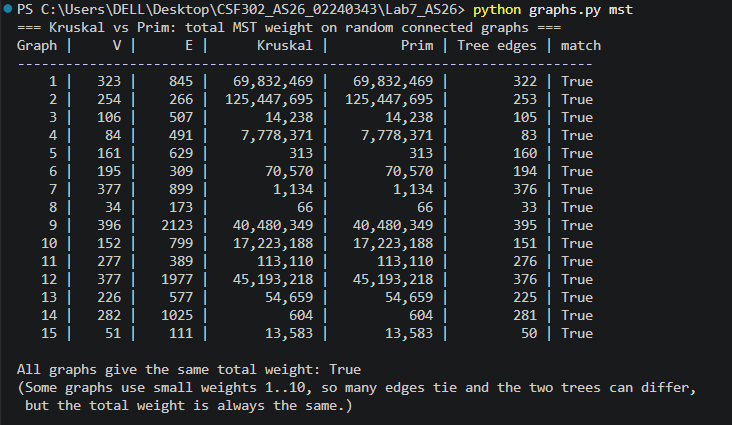 PS C:\Users\DELL\Desktop\CSF302_AS26_02240343\Lab7_AS26> python graphs.py mst
=== Kruskal vs Prim: total MST weight on random connected graphs ===
Graph |    V |      E |      Kruskal |         Prim | Tree edges | match
----------------------------------------------------------------------
    1 |  323 |    845 |   69,832,469 |   69,832,469 |        322 | True
    2 |  254 |    266 |  125,447,695 |  125,447,695 |        253 | True
    3 |  106 |    507 |       14,238 |       14,238 |        105 | True
    4 |   84 |    491 |    7,778,371 |    7,778,371 |         83 | True
    5 |  161 |    629 |          313 |          313 |        160 | True
    6 |  195 |    309 |       70,570 |       70,570 |        194 | True
    7 |  377 |    899 |        1,134 |        1,134 |        376 | True
    8 |   34 |    173 |           66 |           66 |         33 | True
    9 |  396 |   2123 |   40,480,349 |   40,480,349 |        395 | True
   10 |  152 |    799 |   17,223,188 |   17,223,188 |        151 | True
   11 |  277 |    389 |      113,110 |      113,110 |        276 | True
   12 |  377 |   1977 |   45,193,218 |   45,193,218 |        376 | True
   13 |  226 |    577 |       54,659 |       54,659 |        225 | True
   14 |  282 |   1025 |          604 |          604 |        281 | True
   15 |   51 |    111 |       13,583 |       13,583 |         50 | True
All graphs give the same total weight: True
(Some graphs use small weights 1..10, so many edges tie and the two trees can differ,
 but the total weight is always the same.)